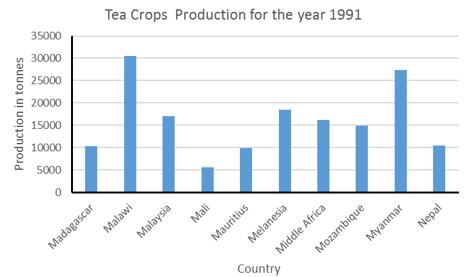 Tea Crops Production for the year 1991
Production in tonnes
35000
30000
25000
20000
15000
10000
5000
0
Madagascar
Malawi
Malaysia
Mali
Mauritius
Melanesia
Middle Africa
Mozambique
Myanmar
Nepal
Country